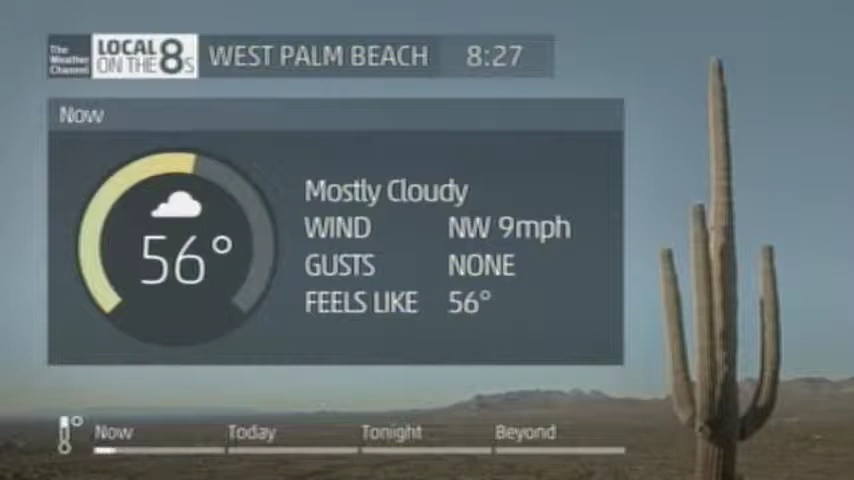 The Weather Channel
LOCAL ON THE 8s
WEST PALM BEACH 8:27
Now
56°
Mostly Cloudy
WIND NW 9mph
GUSTS NONE
FEELS LIKE 56°
Now Today Tonight Beyond